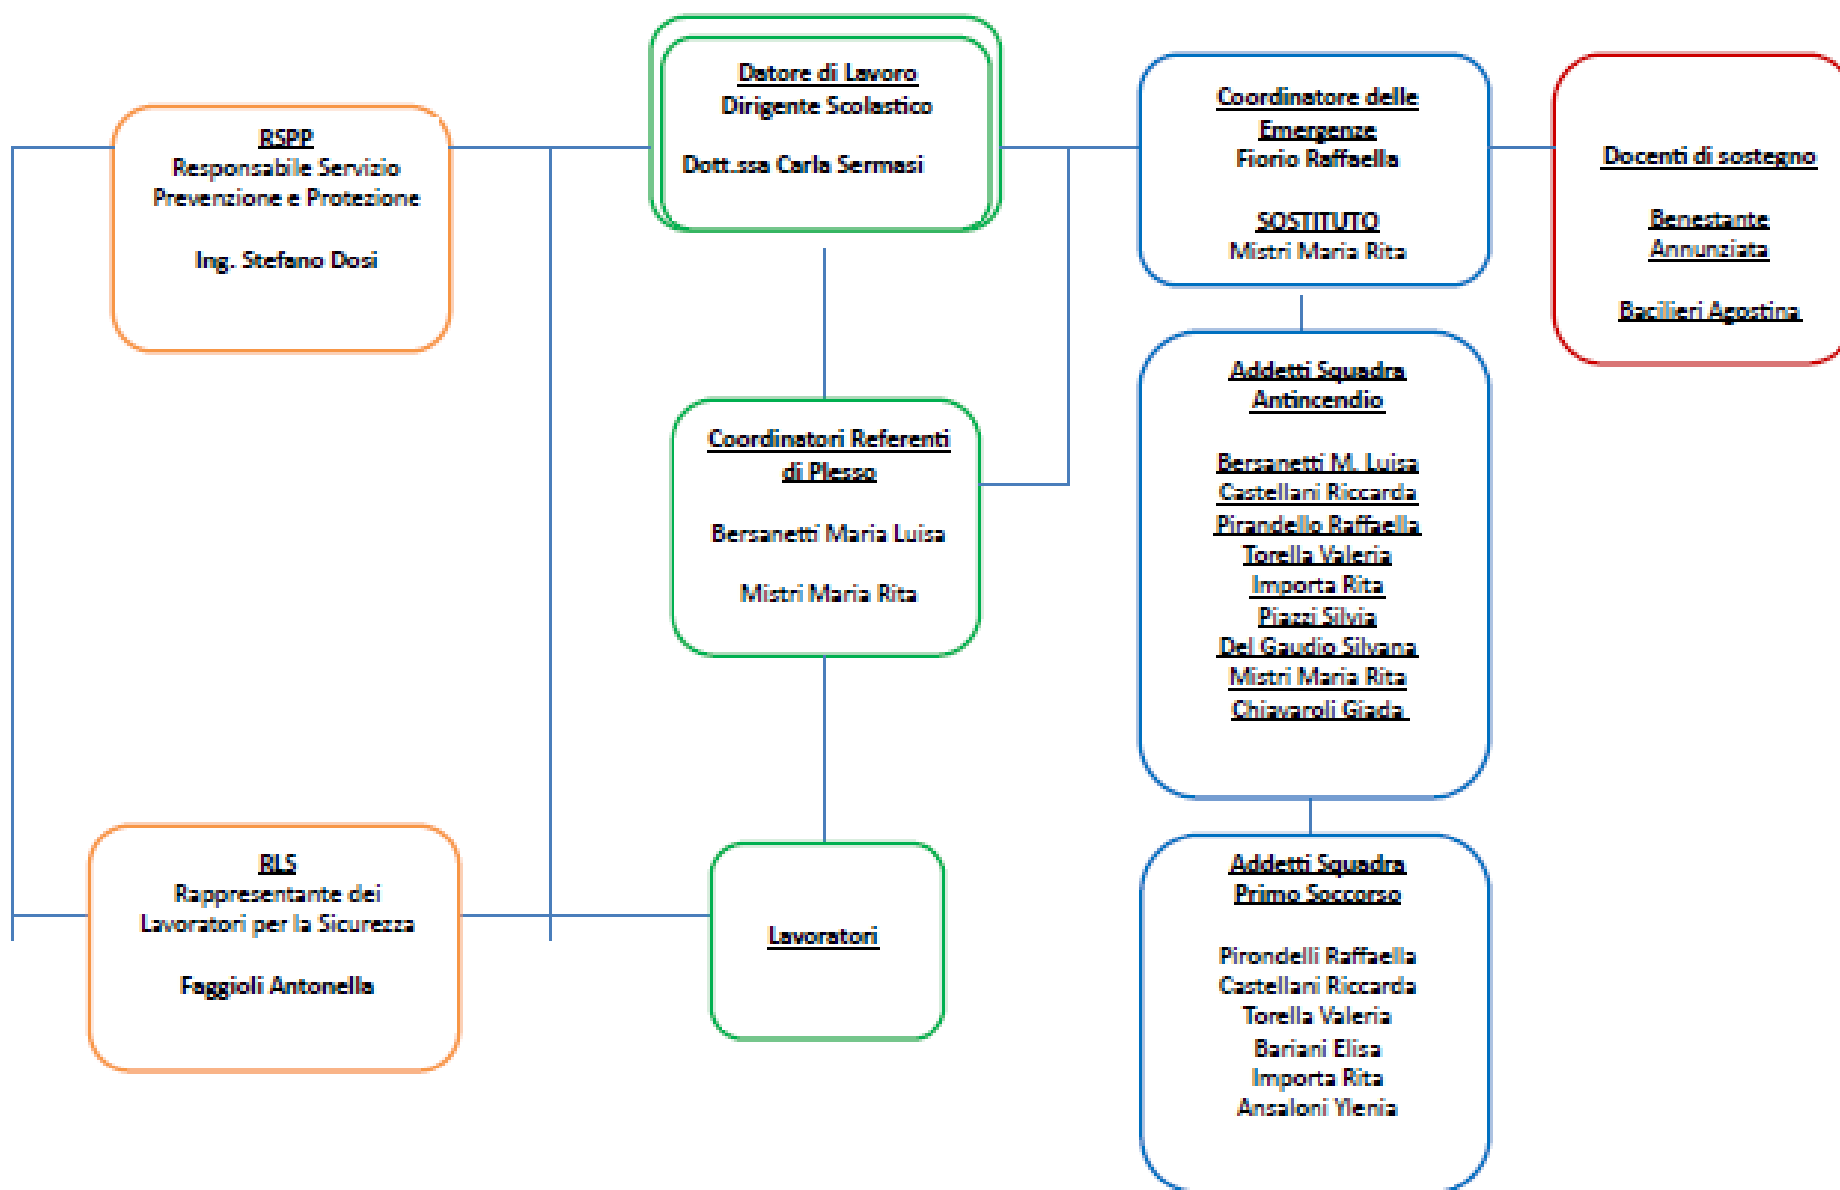 RSPP
Responsabile Servizio
Prevenzione e Protezione
Ing. Stefano Dosi
Datore di Lavoro
Dirigente Scolastico
Dott.ssa Carla Sermasi
Coordinatore delle
Emergenze
Fiorio Raffaella
SOSTITUTO
Mistri Maria Rita
Docenti di sostegno
Benestante
Annunziata
Bacilieri Agostina
Coordinatori Referenti
di Plesso
Bersanetti Maria Luisa
Mistri Maria Rita
Addetti Squadra
Antincendio
Bersanetti M. Luisa
Castellani Riccarda
Pirandello Raffaella
Torella Valeria
Importa Rita
Piazzi Silvia
Del Gaudio Silvana
Mistri Maria Rita
Chiavaroli Giada
RLS
Rappresentante dei
Lavoratori per la Sicurezza
Faggioli Antonella
Lavoratori
Addetti Squadra
Primo Soccorso
Pirondelli Raffaella
Castellani Riccarda
Torella Valeria
Bariani Elisa
Importa Rita
Ansaloni Ylenia